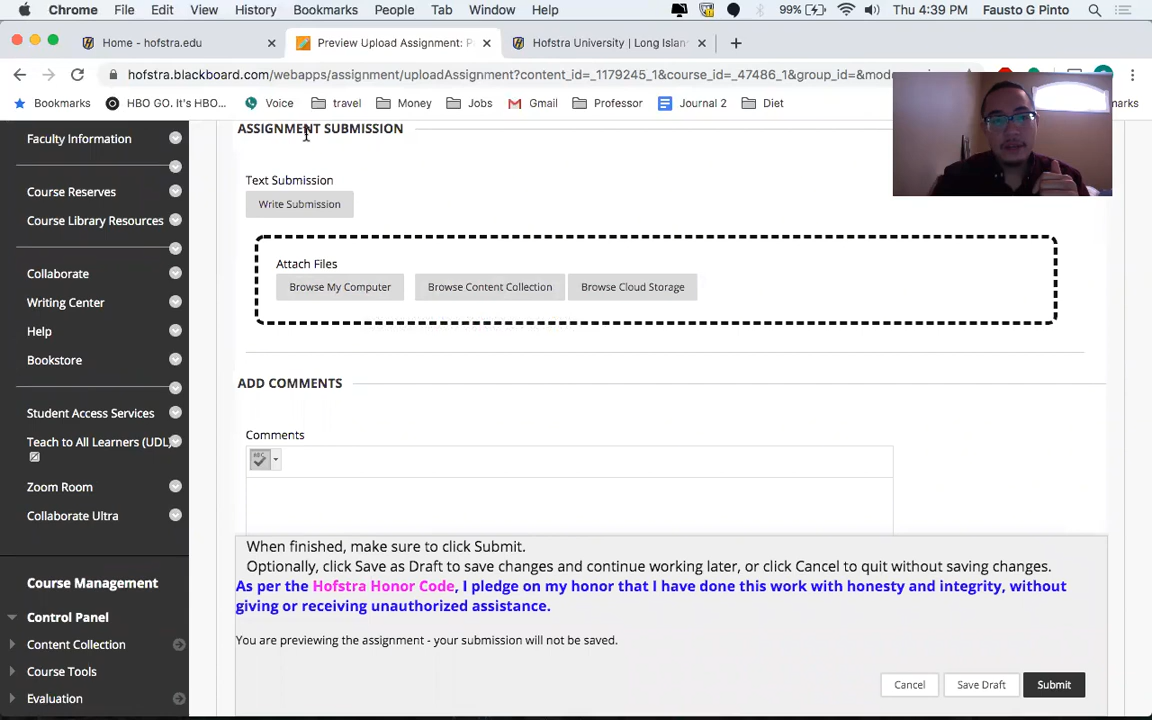 Chrome File Edit View History Bookmarks People Tab Window Help 99% Thu 4:39 PM Fausto G Pinto
Home - hofstra.edu Preview Upload Assignment: P Hofstra University | Long Islan
hofstra.blackboard.com/webapps/assignment/uploadAssignment?content_id=_1179245_1&course_id=_47486_1&group_id=&mod
Bookmarks HBO GO. It's HBO... Voice travel Money Jobs Gmail Professor Journal 2 Diet
Faculty Information
Course Reserves
Course Library Resources
Collaborate
Writing Center
Help
Bookstore
Student Access Services
Teach to All Learners (UDL)
Zoom Room
Collaborate Ultra
Course Management
Control Panel
Content Collection
Course Tools
Evaluation
ASSIGNMENT SUBMISSION
Text Submission
Write Submission
Attach Files
Browse My Computer Browse Content Collection Browse Cloud Storage
ADD COMMENTS
Comments
ABC
When finished, make sure to click Submit.
Optionally, click Save as Draft to save changes and continue working later, or click Cancel to quit without saving changes.
As per the Hofstra Honor Code, I pledge on my honor that I have done this work with honesty and integrity, without
giving or receiving unauthorized assistance.
You are previewing the assignment - your submission will not be saved.
Cancel Save Draft Submit